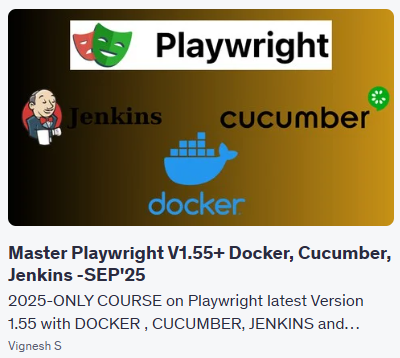 Playwright
Jenkins
cucumber
docker
Master Playwright V1.55+ Docker, Cucumber,
Jenkins -SEP'25
2025-ONLY COURSE on Playwright latest Version
1.55 with DOCKER , CUCUMBER, JENKINS and…
Vignesh S